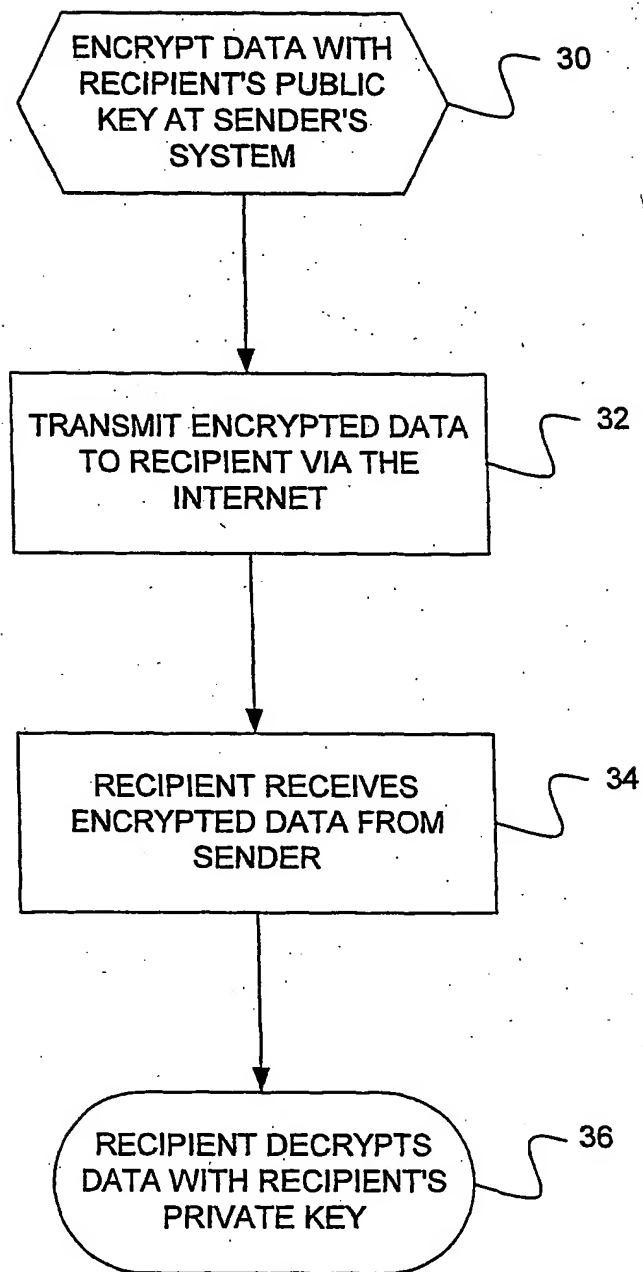 ENCRYPT DATA WITH
RECIPIENT'S PUBLIC
KEY AT SENDER'S
SYSTEM
30
TRANSMIT ENCRYPTED DATA
TO RECIPIENT VIA THE
INTERNET
32
RECIPIENT RECEIVES
ENCRYPTED DATA FROM
SENDER
34
RECIPIENT DECRYPTS
DATA WITH RECIPIENT'S
PRIVATE KEY
36